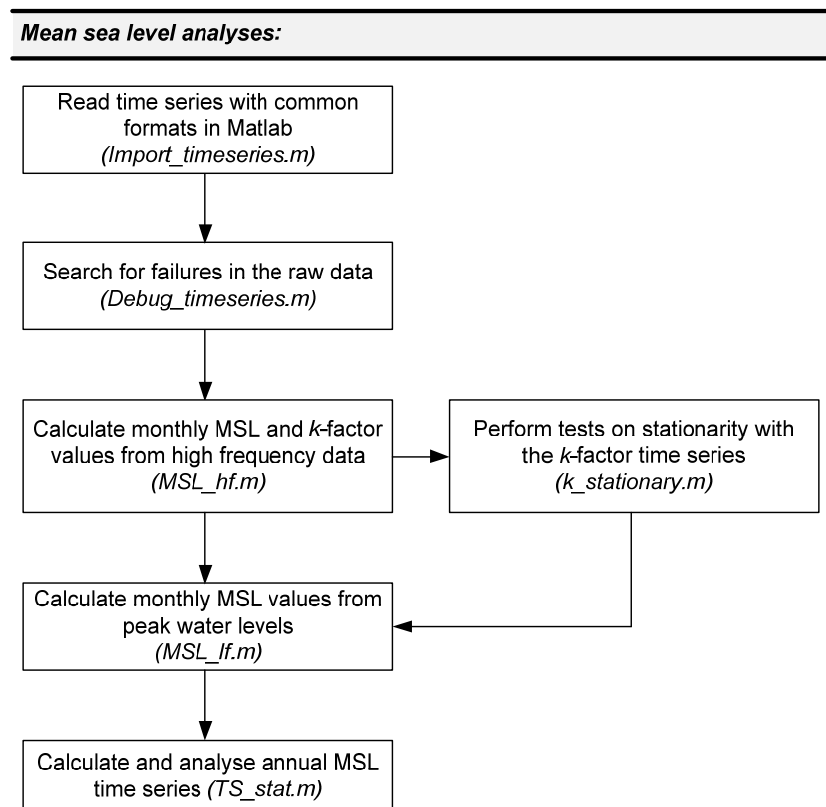 Mean sea level analyses:
Read time series with common
formats in Matlab
(Import_timeseries.m)
Search for failures in the raw data
(Debug_timeseries.m)
Calculate monthly MSL and k-factor
values from high frequency data
(MSL_hf.m)
Perform tests on stationarity with
the k-factor time series
(k_stationary.m)
Calculate monthly MSL values from
peak water levels
(MSL_lf.m)
Calculate and analyse annual MSL
time series (TS_stat.m)